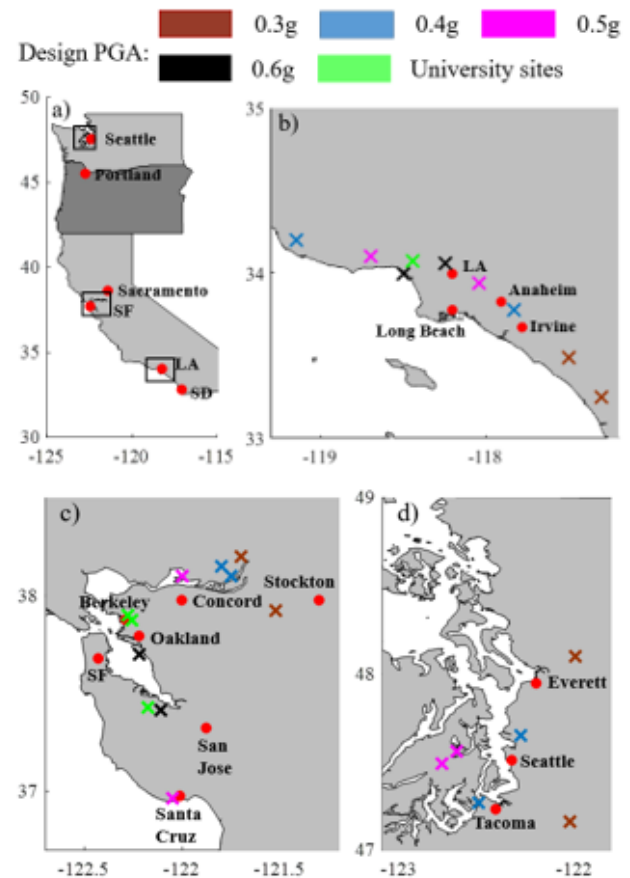 0.3g 0.4g 0.5g
Design PGA:
0.6g University sites
50
a)
Seattle
45
Portland
40
Sacramento
SF
35
LA
SD
30
-125 -120 -115
35
b)
34
LA
Anaheim
Long Beach
Irvine
33
-119 -118
c)
38
Stockton
Berkeley
Concord
Oakland
SF
San
Jose
37
Santa
Cruz
-122.5 -122 -121.5
49
d)
48
Everett
Seattle
Tacoma
47
-123 -122